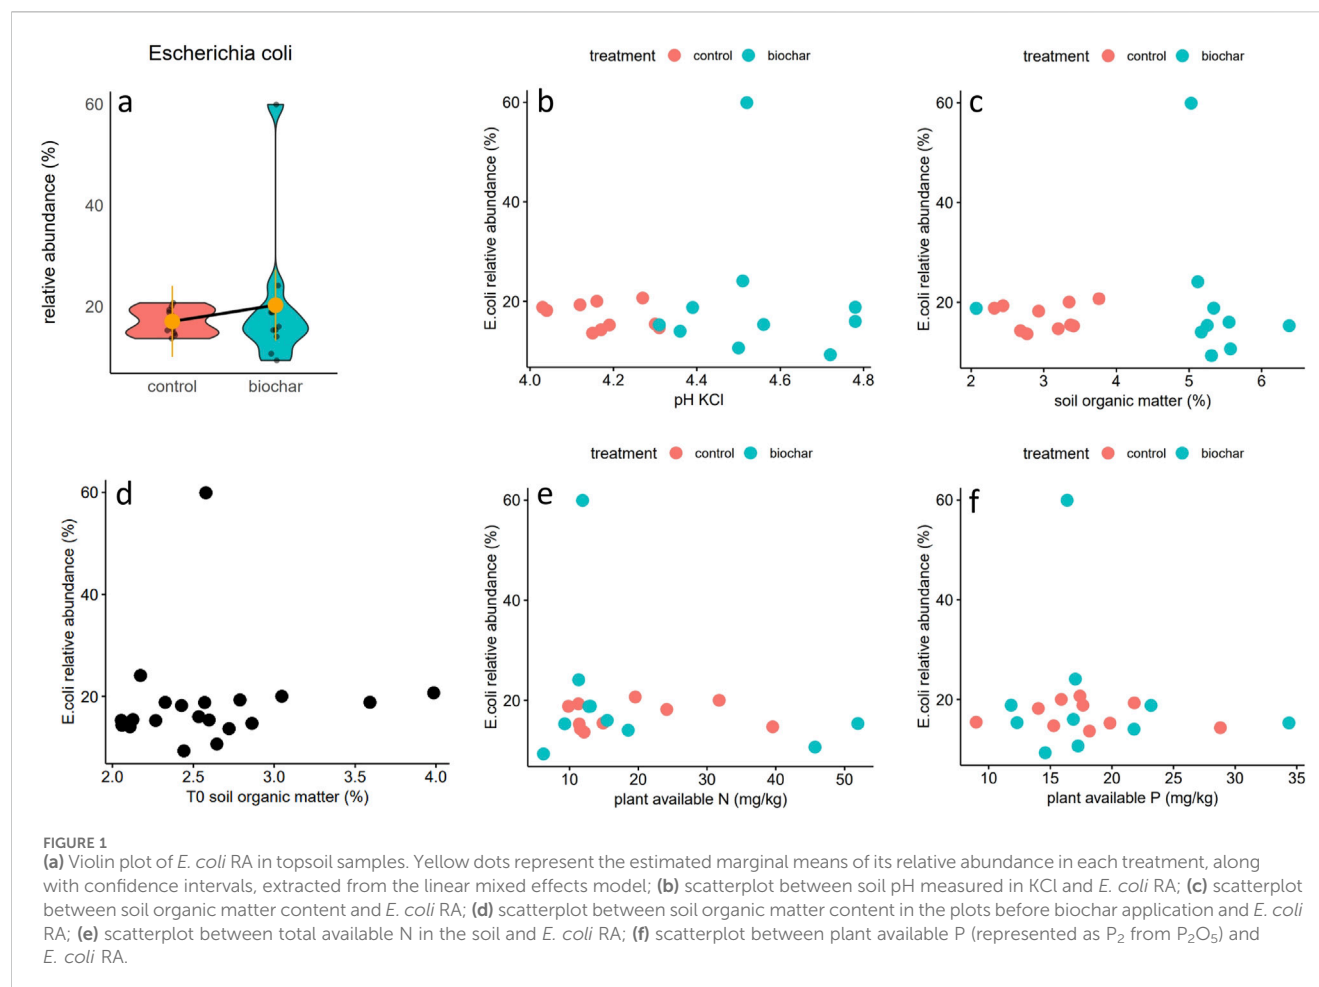 Escherichia coli
a
relative abundance (%)
60
40
20
control biochar
treatment control biochar
b
E.coli relative abundance (%)
60
40
20
4.0 4.2 4.4 4.6 4.8
pH KCl
treatment control biochar
c
E.coli relative abundance (%)
60
40
20
2 3 4 5 6
soil organic matter (%)
d
E.coli relative abundance (%)
60
40
20
2.0 2.5 3.0 3.5 4.0
T0 soil organic matter (%)
treatment control biochar
e
E.coli relative abundance (%)
60
40
20
10 20 30 40 50
plant available N (mg/kg)
treatment control biochar
f
E.coli relative abundance (%)
60
40
20
10 15 20 25 30 35
plant available P (mg/kg)
FIGURE 1
(a) Violin plot of E. coli RA in topsoil samples. Yellow dots represent the estimated marginal means of its relative abundance in each treatment, along
with confidence intervals, extracted from the linear mixed effects model; (b) scatterplot between soil pH measured in KCl and E. coli RA; (c) scatterplot
between soil organic matter content and E. coli RA; (d) scatterplot between soil organic matter content in the plots before biochar application and E. coli
RA; (e) scatterplot between total available N in the soil and E. coli RA; (f) scatterplot between plant available P (represented as P₂ from P₂O₅) and
E. coli RA.